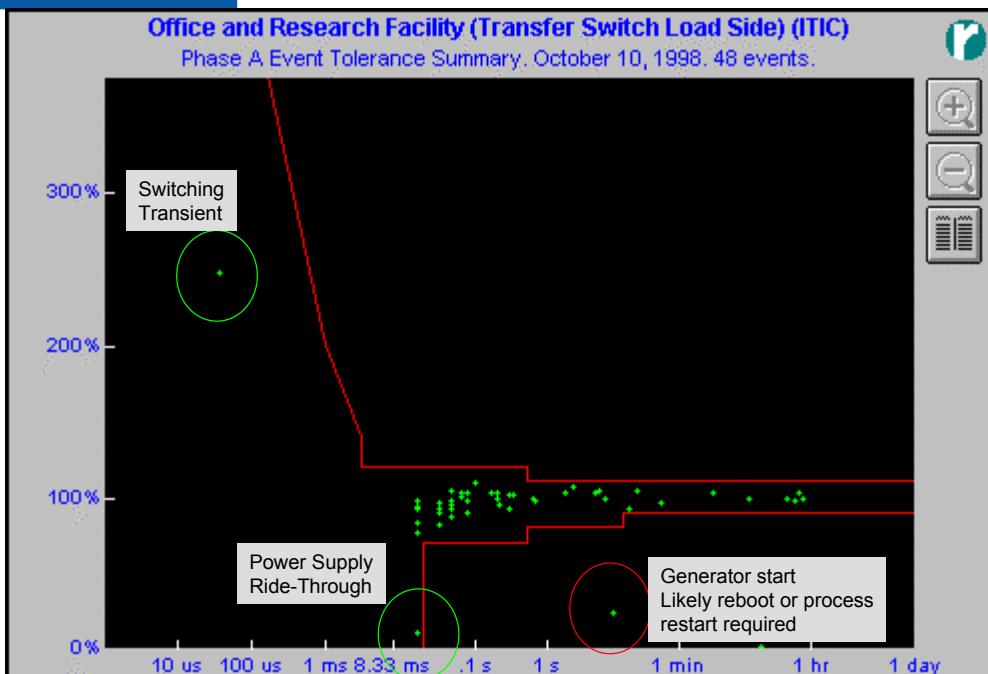 Office and Research Facility (Transfer Switch Load Side) (ITIC)
Phase A Event Tolerance Summary. October 10, 1998. 48 events.
300%
Switching
Transient
200%
100%
Power Supply
Ride-Through
Generator start
Likely reboot or process
restart required
0%
10 us 100 us 1 ms 8.33 ms .1 s 1 s 1 min 1 hr 1 day